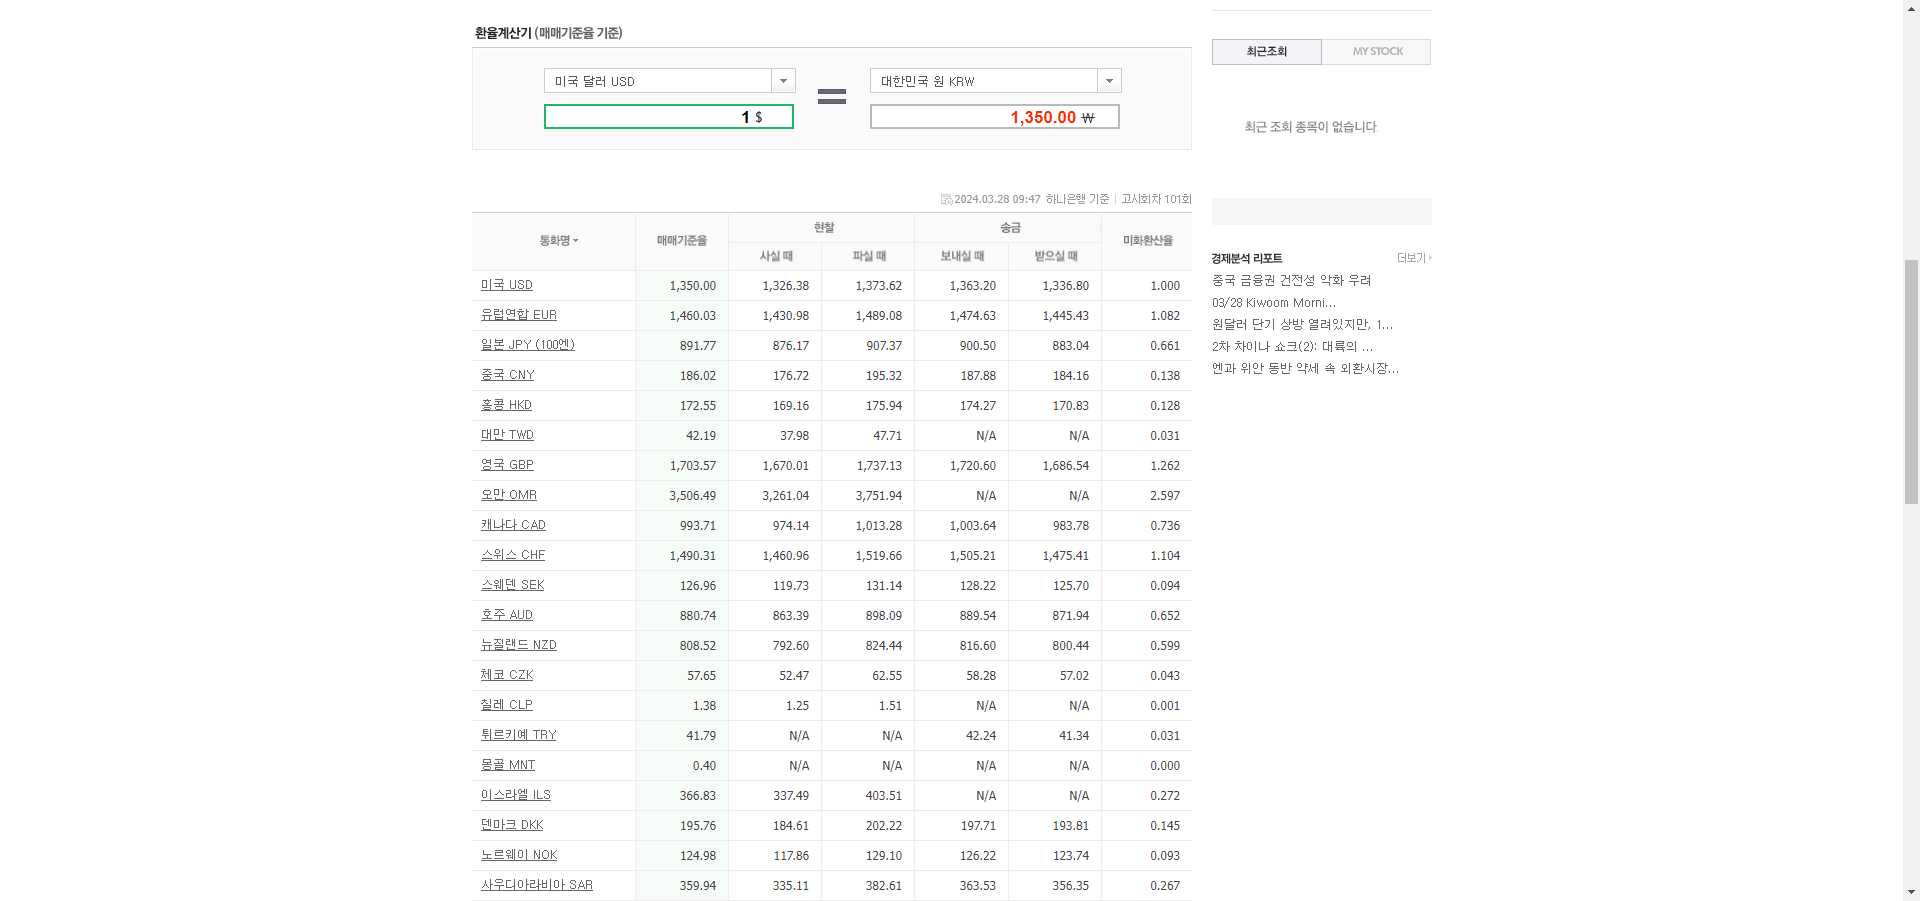 환율계산기 (매매기준율 기준)
미국 달러 USD
대한민국 원 KRW
1 $
=
1,350.00 ₩
2024.03.28 09:47 하나은행 기준 고시회차 101회
통화명 매매기준율 현찰 송금 미화환산율
사실 때 파실 때 보내실 때 받으실 때
미국 USD 1,350.00 1,326.38 1,373.62 1,363.20 1,336.80 1.000
유럽연합 EUR 1,460.03 1,430.98 1,489.08 1,474.63 1,445.43 1.082
일본 JPY (100엔) 891.77 876.17 907.37 900.50 883.04 0.661
중국 CNY 186.02 176.72 195.32 187.88 184.16 0.138
홍콩 HKD 172.55 169.16 175.94 174.27 170.83 0.128
대만 TWD 42.19 37.98 47.71 N/A N/A 0.031
영국 GBP 1,703.57 1,670.01 1,737.13 1,720.60 1,686.54 1.262
오만 OMR 3,506.49 3,261.04 3,751.94 N/A N/A 2.597
캐나다 CAD 993.71 974.14 1,013.28 1,003.64 983.78 0.736
스위스 CHF 1,490.31 1,460.96 1,519.66 1,505.21 1,475.41 1.104
스웨덴 SEK 126.96 119.73 131.14 128.22 125.70 0.094
호주 AUD 880.74 863.39 898.09 889.54 871.94 0.652
뉴질랜드 NZD 808.52 792.60 824.44 816.60 800.44 0.599
체코 CZK 57.65 52.47 62.55 58.28 57.02 0.043
칠레 CLP 1.38 1.25 1.51 N/A N/A 0.001
튀르키예 TRY 41.79 N/A N/A 42.24 41.34 0.031
몽골 MNT 0.40 N/A N/A N/A N/A 0.000
이스라엘 ILS 366.83 337.49 403.51 N/A N/A 0.272
덴마크 DKK 195.76 184.61 202.22 197.71 193.81 0.145
노르웨이 NOK 124.98 117.86 129.10 126.22 123.74 0.093
사우디아라비아 SAR 359.94 335.11 382.61 363.53 356.35 0.267
최근조회 MY STOCK
최근 조회 종목이 없습니다.
경제분석 리포트 더보기
중국 금융권 건전성 악화 우려
03/28 Kiwoom Morni...
원달러 단기 상방 열려있지만, 1...
2차 차이나 쇼크(2): 대륙의 ...
엔과 위안 동반 약세 속 외환시장...